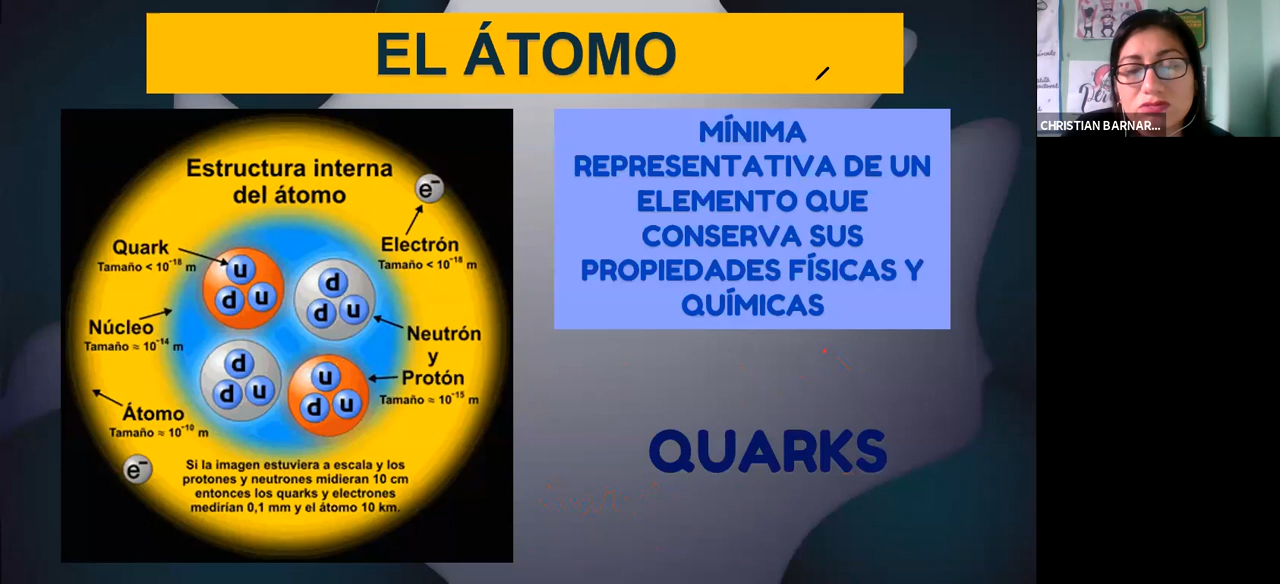 EL ÁTOMO
Estructura interna
del átomo
e⁻
Quark
Tamaño < 10⁻¹⁸ m
Electrón
Tamaño < 10⁻¹⁸ m
u
d u
d
d u
Núcleo
Tamaño ≈ 10⁻¹⁴ m
Neutrón
y
Protón
Tamaño ≈ 10⁻¹⁵ m
d
d u
u
d u
Átomo
Tamaño ≈ 10⁻¹⁰ m
e⁻
Si la imagen estuviera a escala y los
protones y neutrones midieran 10 cm
entonces los quarks y electrones
medirían 0,1 mm y el átomo 10 km.
MÍNIMA
REPRESENTATIVA DE UN
ELEMENTO QUE
CONSERVA SUS
PROPIEDADES FÍSICAS Y
QUÍMICAS
QUARKS
CHRISTIAN BARNAR...